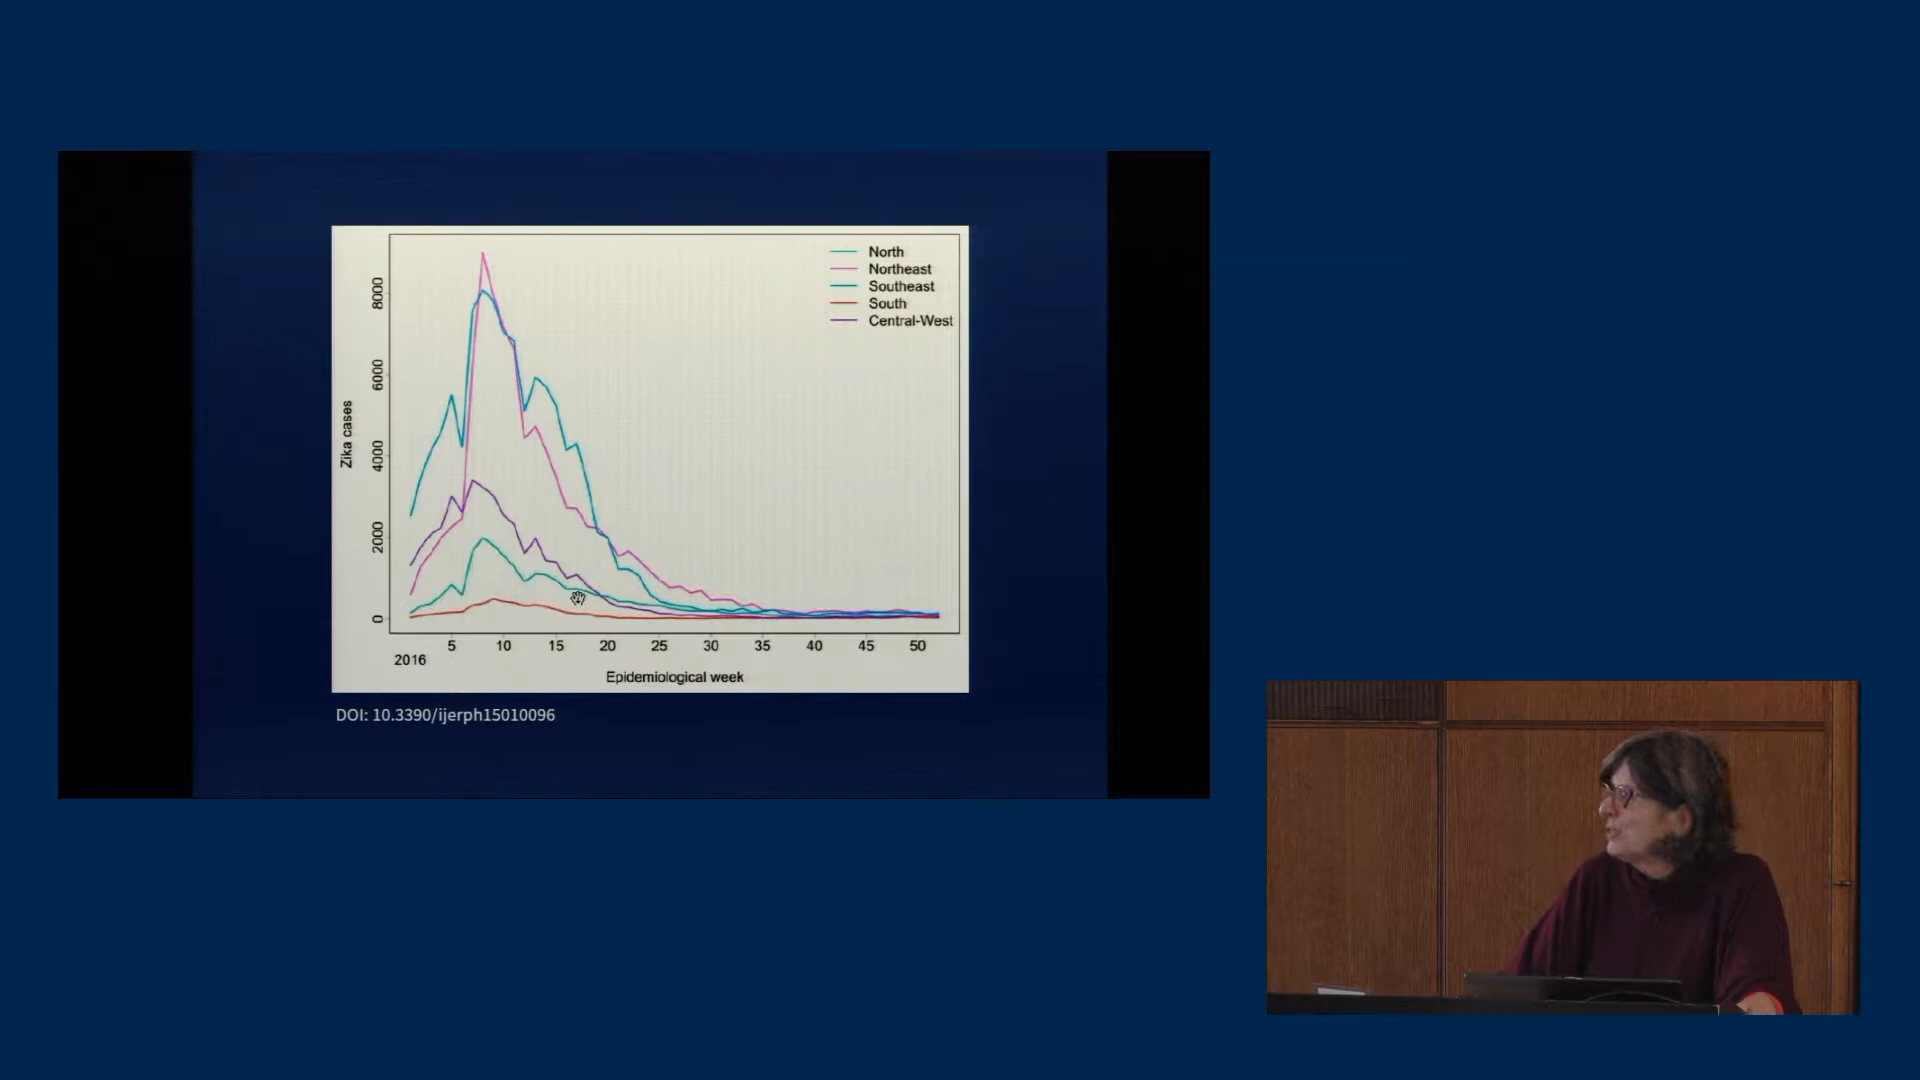 North
Northeast
Southeast
South
Central-West
Zika cases
8000
6000
4000
2000
0
5 10 15 20 25 30 35 40 45 50
2016
Epidemiological week
DOI: 10.3390/ijerph15010096